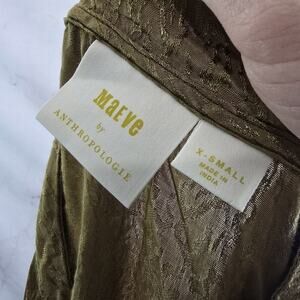 Maeve
by
ANTHROPOLOGIE
X-SMALL
MADE IN
INDIA